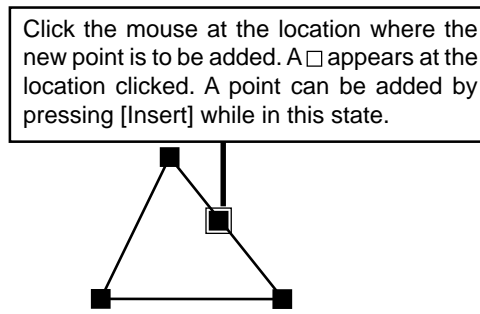 Click the mouse at the location where the
new point is to be added. A □ appears at the
location clicked. A point can be added by
pressing [Insert] while in this state.